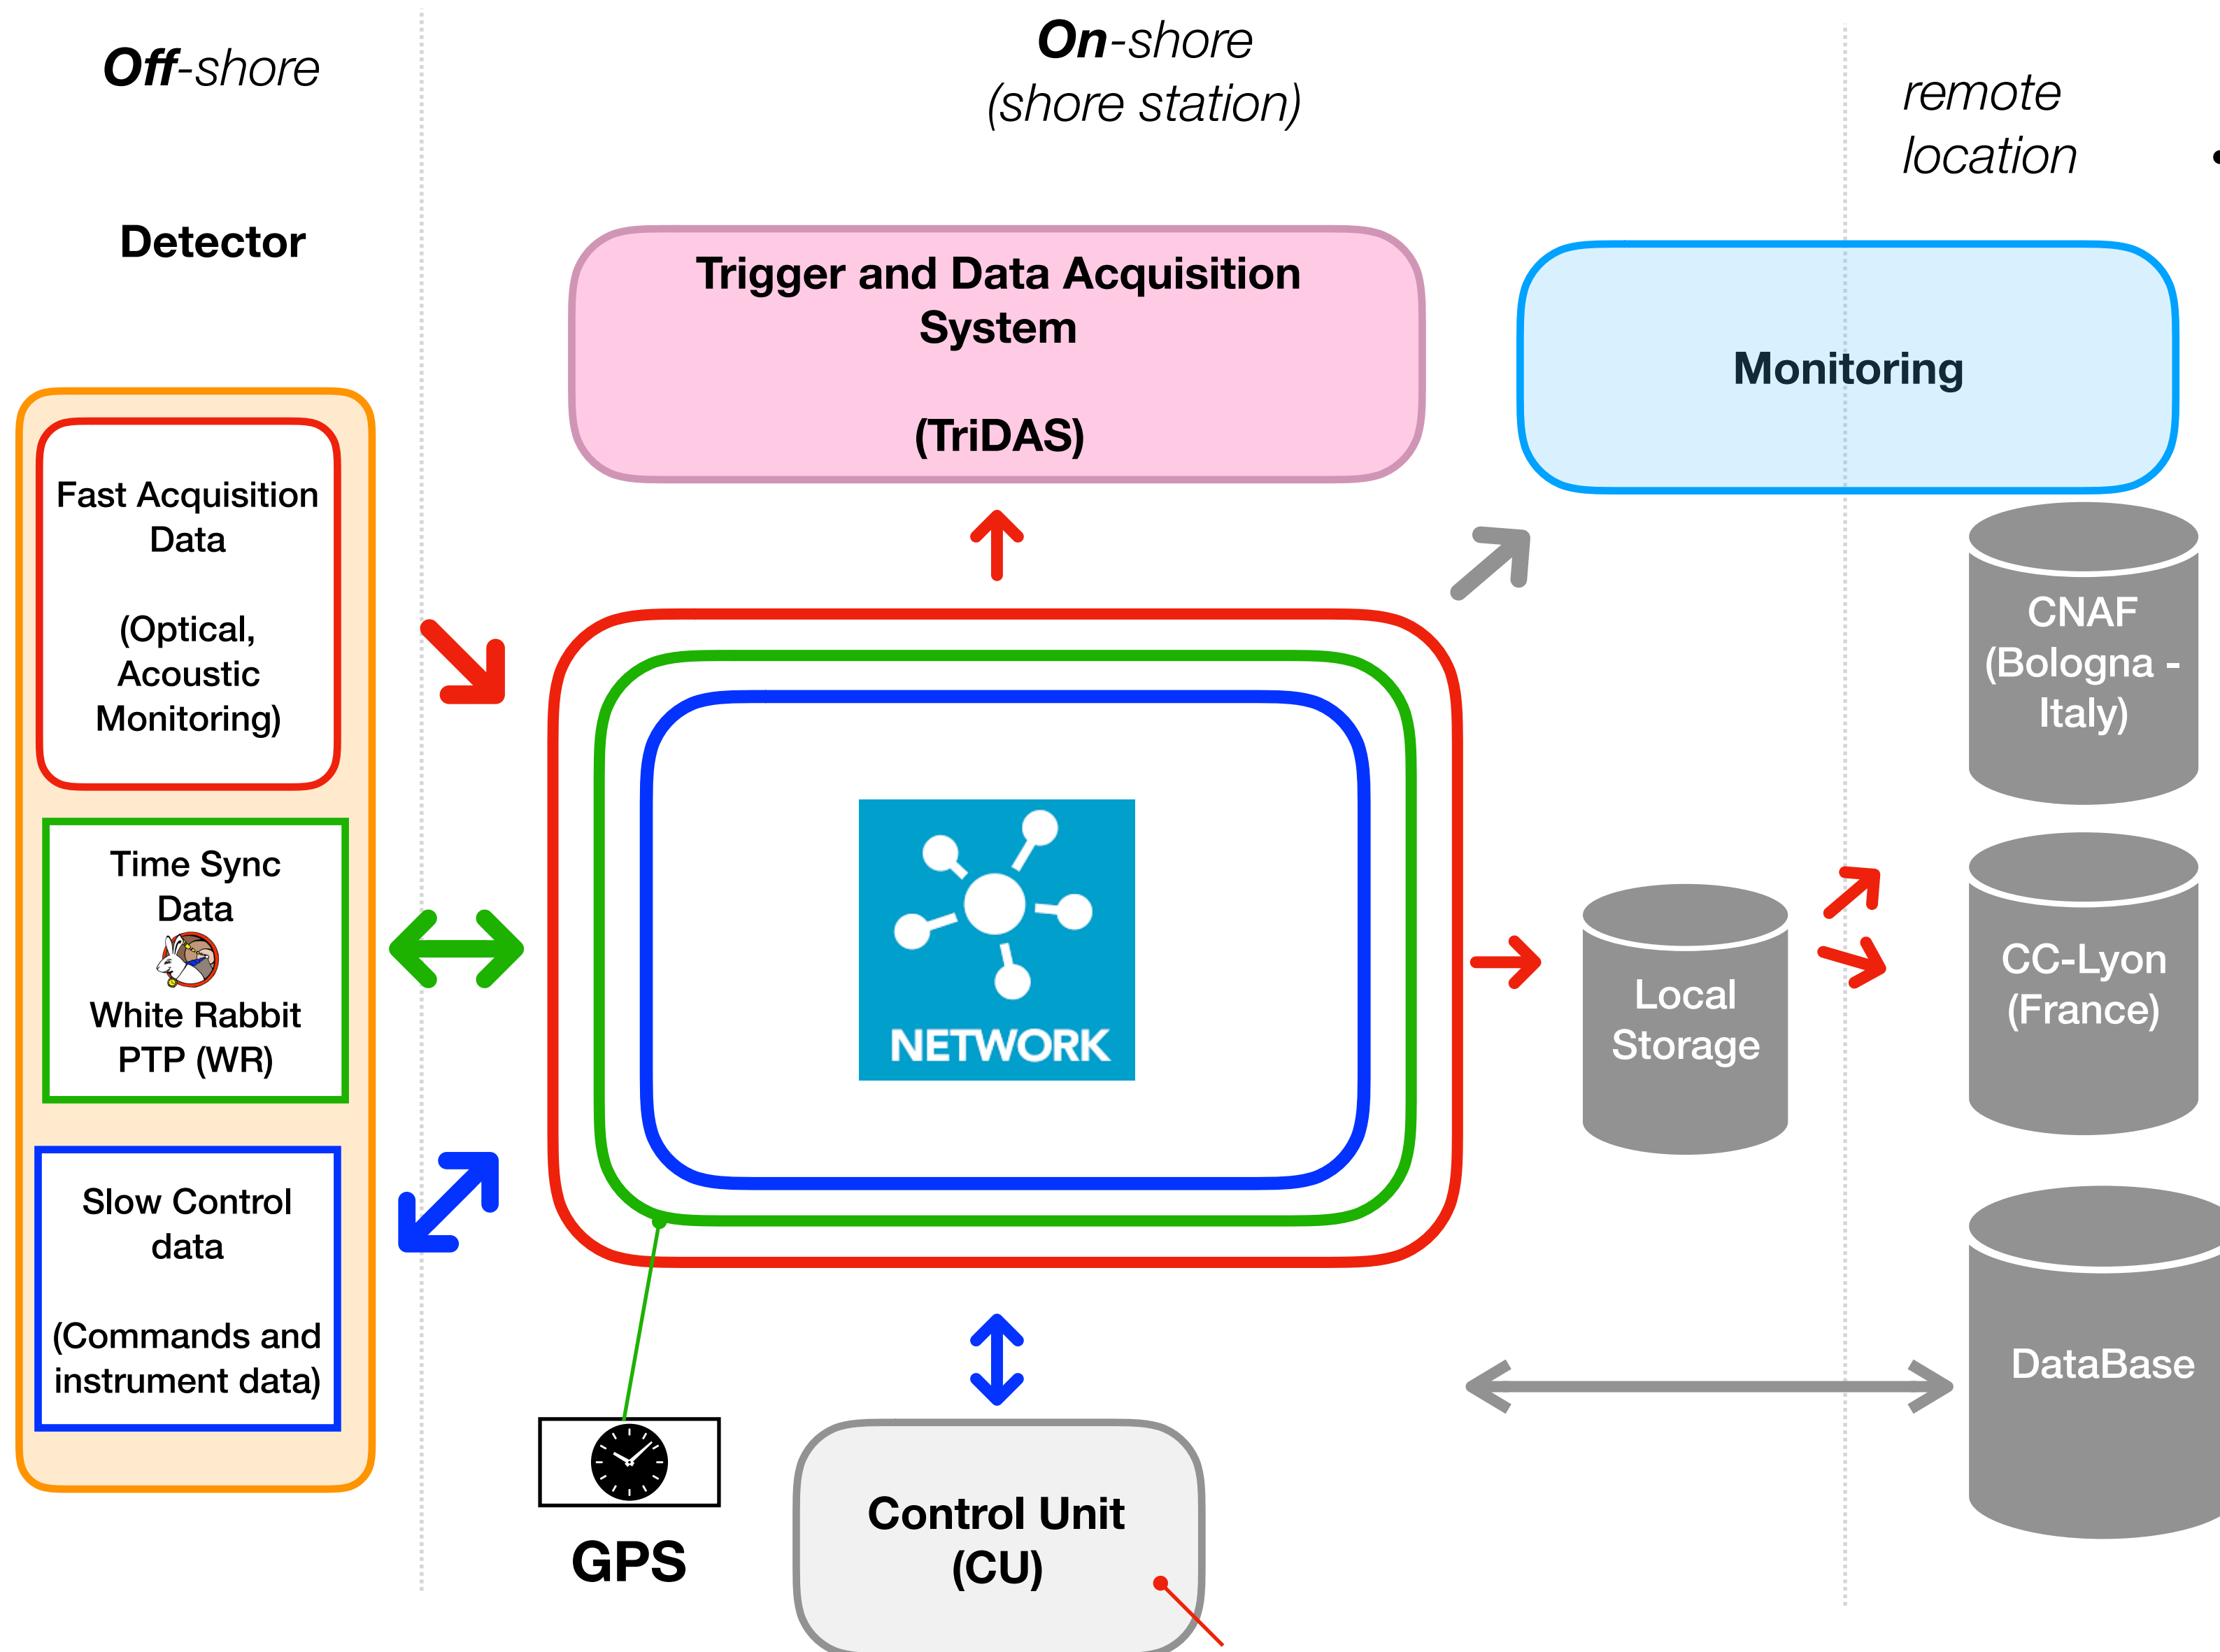 Off-shore
On-shore
(shore station)
remote
location
Detector
Trigger and Data Acquisition
System
(TriDAS)
Monitoring
Fast Acquisition
Data
(Optical,
Acoustic
Monitoring)
Time Sync
Data
White Rabbit
PTP (WR)
Slow Control
data
(Commands and
instrument data)
NETWORK
GPS
Control Unit
(CU)
Local
Storage
CNAF
(Bologna -
Italy)
CC-Lyon
(France)
DataBase